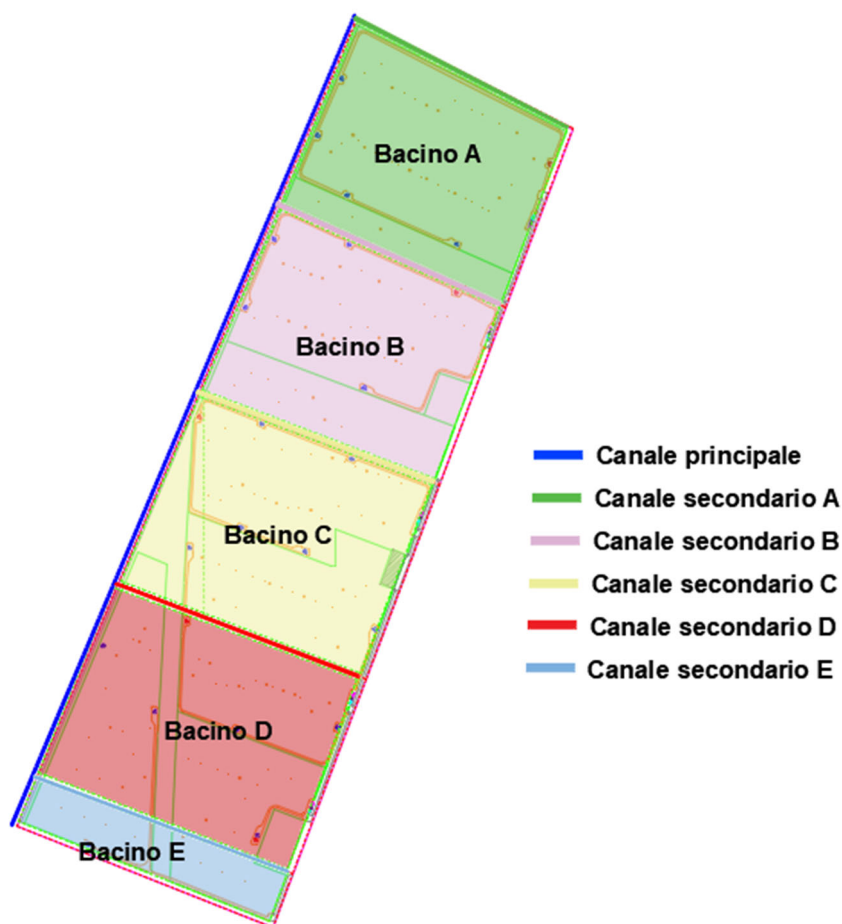 Bacino A
Bacino B
Bacino C
Bacino D
Bacino E
Canale principale
Canale secondario A
Canale secondario B
Canale secondario C
Canale secondario D
Canale secondario E